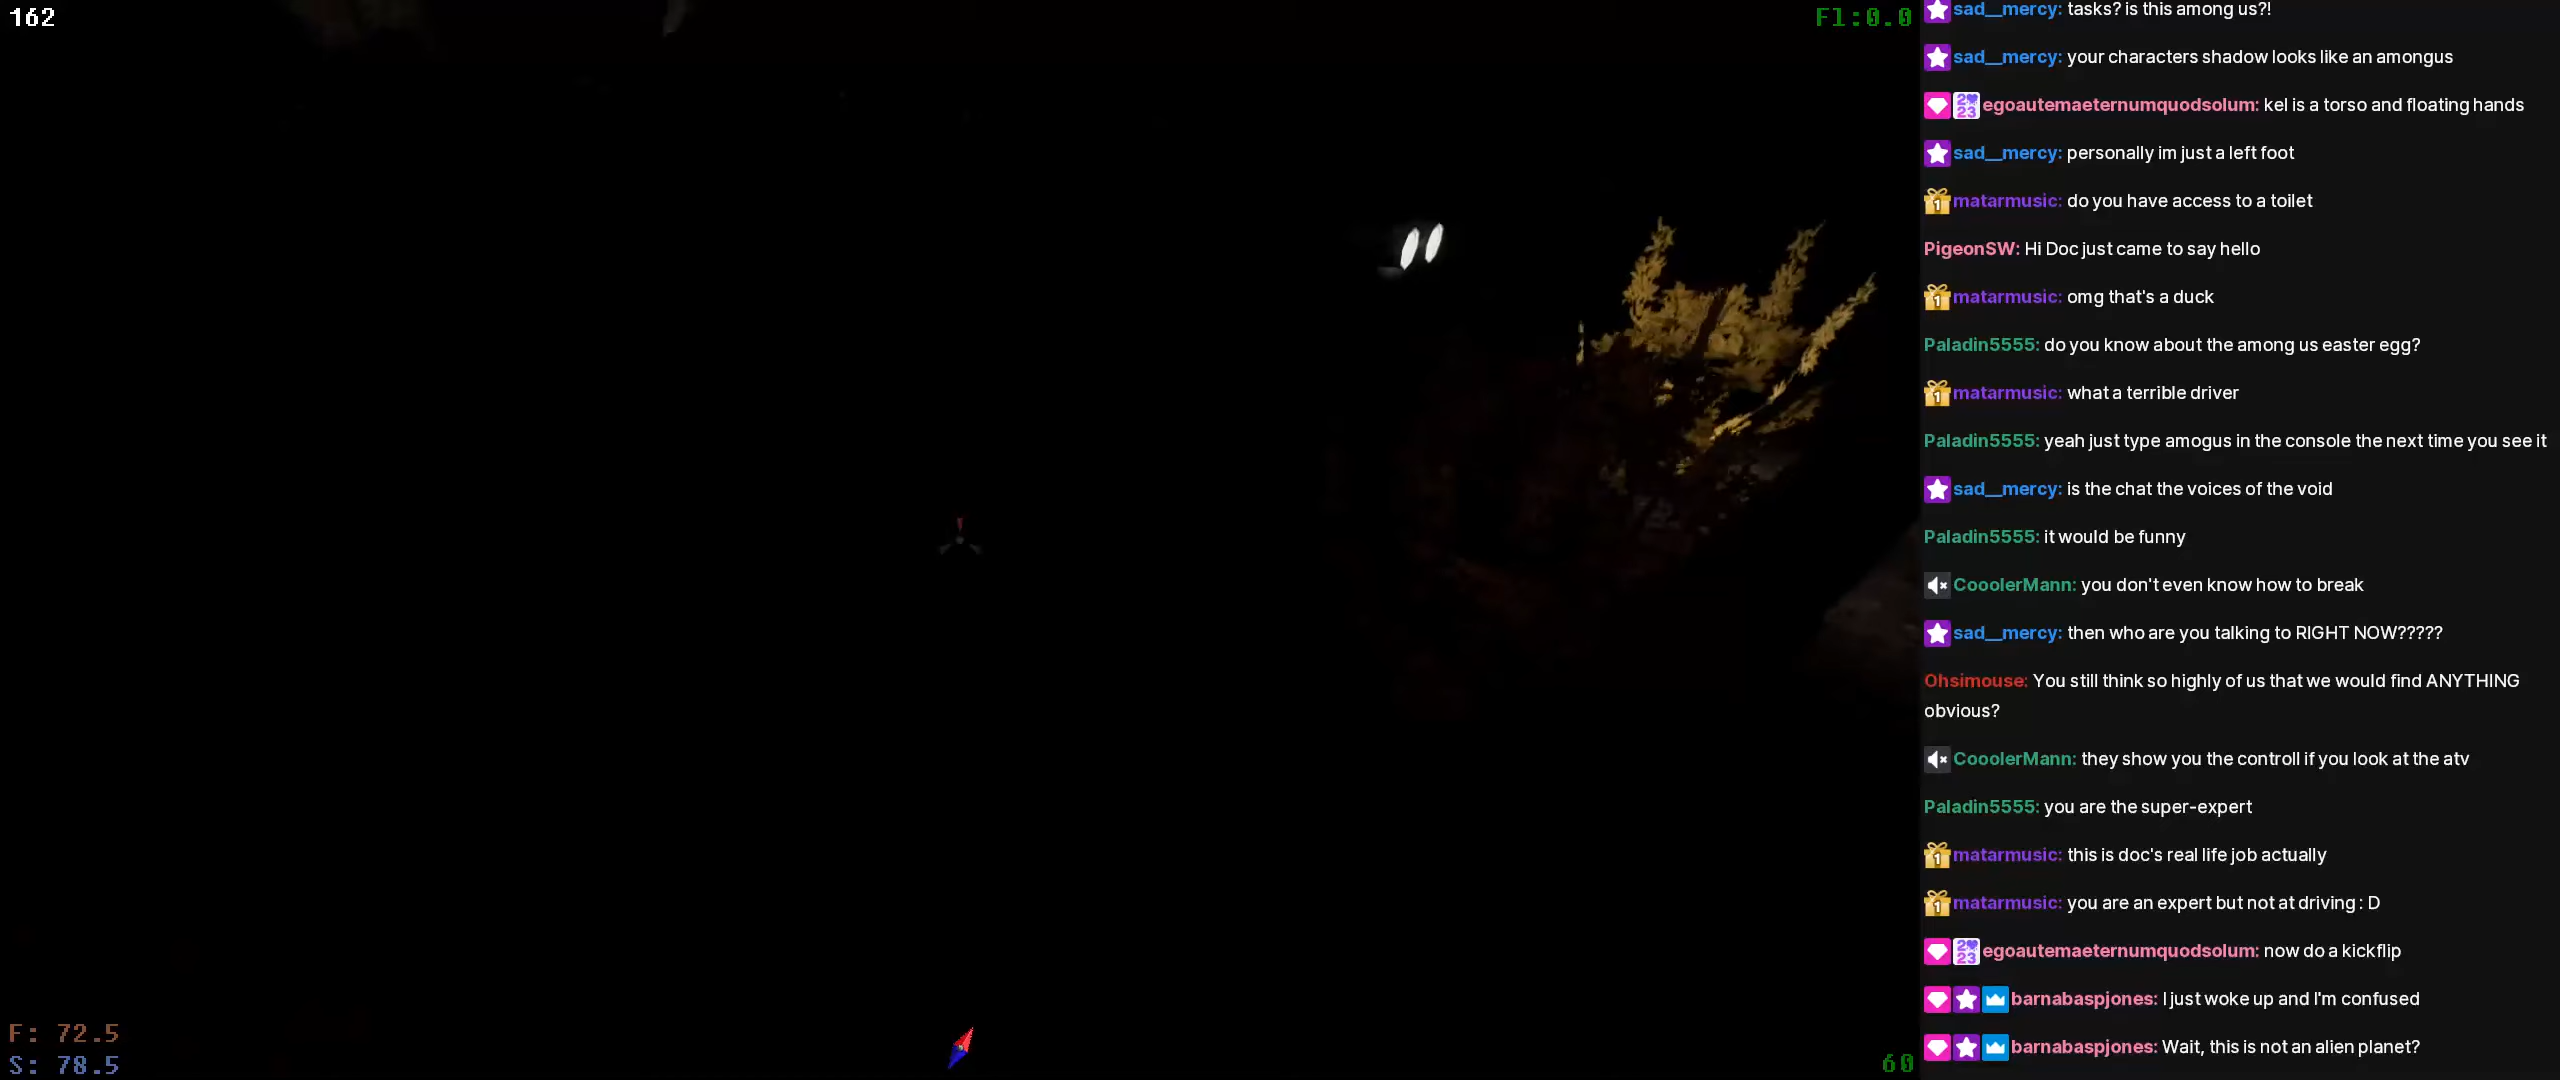 162
F1:0.0
sad__mercy: tasks? is this among us?!
sad__mercy: your characters shadow looks like an amongus
egoautemaeternumquodsolum: kel is a torso and floating hands
sad__mercy: personally im just a left foot
matarmusic: do you have access to a toilet
PigeonSW: Hi Doc just came to say hello
matarmusic: omg that's a duck
Paladin5555: do you know about the among us easter egg?
matarmusic: what a terrible driver
Paladin5555: yeah just type amogus in the console the next time you see it
sad__mercy: is the chat the voices of the void
Paladin5555: it would be funny
CooolerMann: you don't even know how to break
sad__mercy: then who are you talking to RIGHT NOW?????
Ohsimouse: You still think so highly of us that we would find ANYTHING
obvious?
CooolerMann: they show you the controll if you look at the atv
Paladin5555: you are the super-expert
matarmusic: this is doc's real life job actually
matarmusic: you are an expert but not at driving : D
egoautemaeternumquodsolum: now do a kickflip
barnabaspjones: I just woke up and I'm confused
barnabaspjones: Wait, this is not an alien planet?
F: 72.5
S: 78.5
60